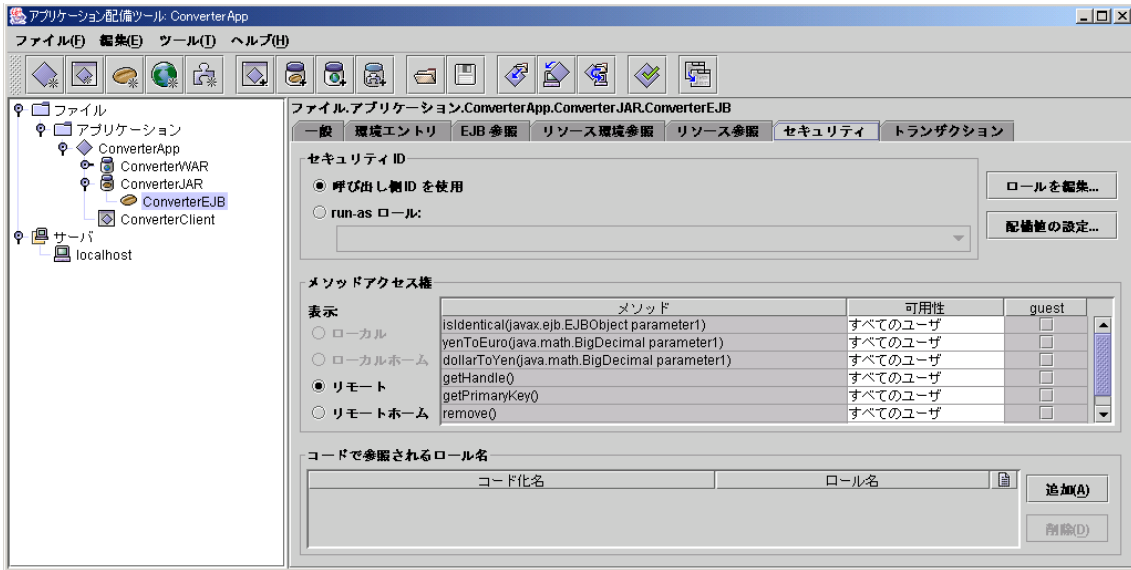 アプリケーション配備ツール: ConverterApp
ファイル(F) 編集(E) ツール(T) ヘルプ(H)
ファイル
アプリケーション
ConverterApp
ConverterWAR
ConverterJAR
ConverterEJB
ConverterClient
サーバ
localhost
ファイル.アプリケーション.ConverterApp.ConverterJAR.ConverterEJB
一般 環境エントリ EJB 参照 リソース環境参照 リソース参照 セキュリティ トランザクション
セキュリティ ID
呼び出し側ID を使用
run-as ロール:
ロールを編集...
配備値の設定...
メソッドアクセス権
表示:
ローカル
ローカルホーム
リモート
リモートホーム
メソッド 可用性 guest
isIdentical(javax.ejb.EJBObject parameter1) すべてのユーザ
yenToEuro(java.math.BigDecimal parameter1) すべてのユーザ
dollarToYen(java.math.BigDecimal parameter1) すべてのユーザ
getHandle() すべてのユーザ
getPrimaryKey() すべてのユーザ
remove() すべてのユーザ
コードで参照されるロール名
コード化名 ロール名
追加(A)
削除(D)